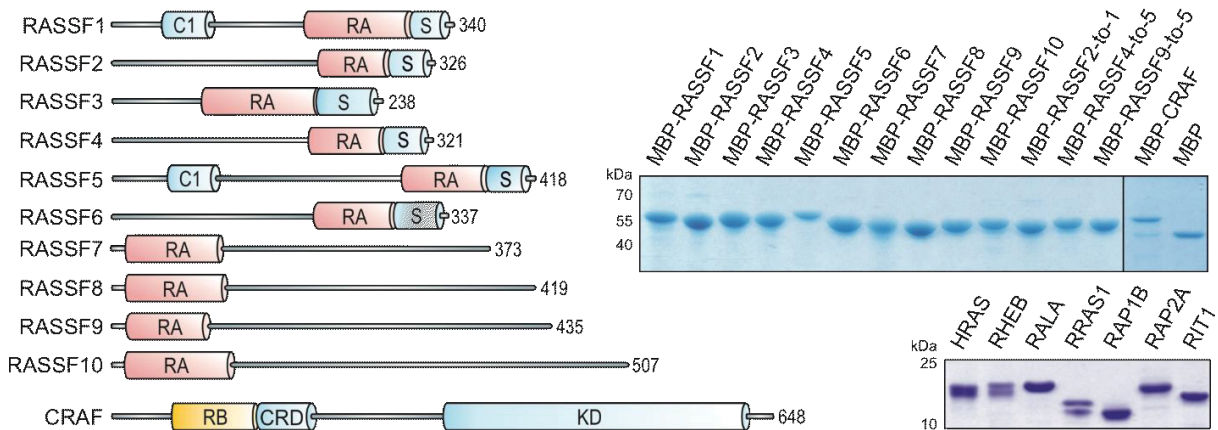 RASSF1 C1 RA S 340
RASSF2 RA S 326
RASSF3 RA S 238
RASSF4 RA S 321
RASSF5 C1 RA S 418
RASSF6 RA S 337
RASSF7 RA 373
RASSF8 RA 419
RASSF9 RA 435
RASSF10 RA 507
CRAF RB CRD KD 648
MBP-RASSF1
MBP-RASSF2
MBP-RASSF3
MBP-RASSF4
MBP-RASSF5
MBP-RASSF6
MBP-RASSF7
MBP-RASSF8
MBP-RASSF9
MBP-RASSF10
MBP-RASSF2-to-1
MBP-RASSF4-to-5
MBP-RASSF9-to-5
MBP-CRAF
MBP
kDa
70
55
40
HRAS
RHEB
RALA
RRAS1
RAP1B
RAP2A
RIT1
kDa
25
10